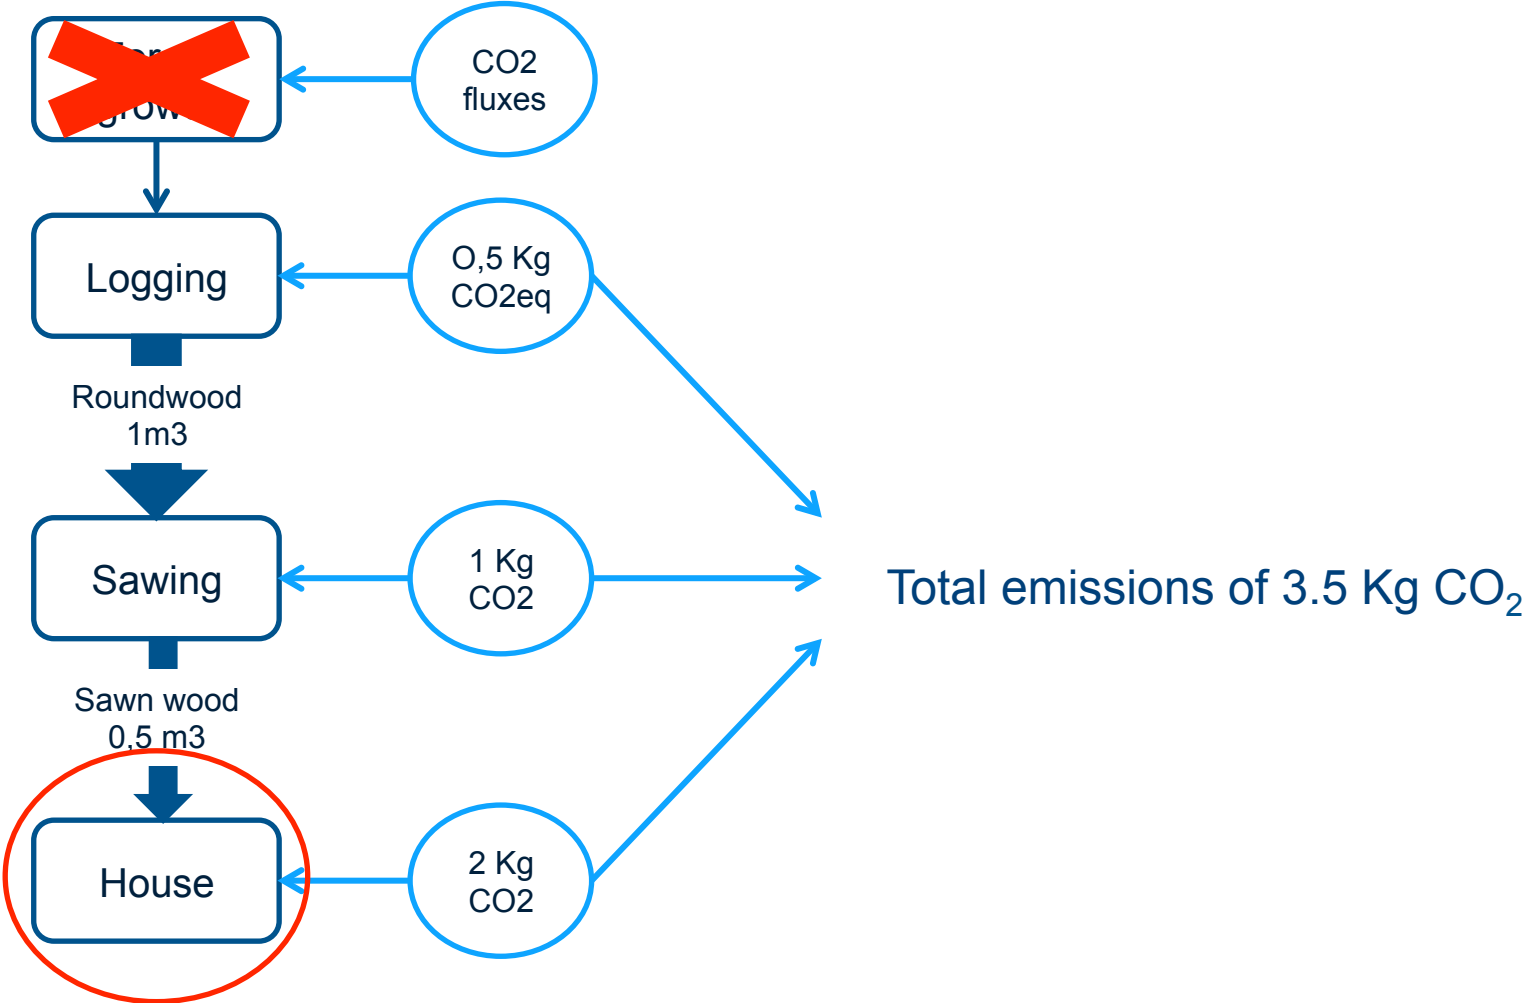 CO2
fluxes
Logging
O,5 Kg
CO2eq
Roundwood
1m3
Sawing
1 Kg
CO2
Total emissions of 3.5 Kg CO₂
Sawn wood
0,5 m3
House
2 Kg
CO2